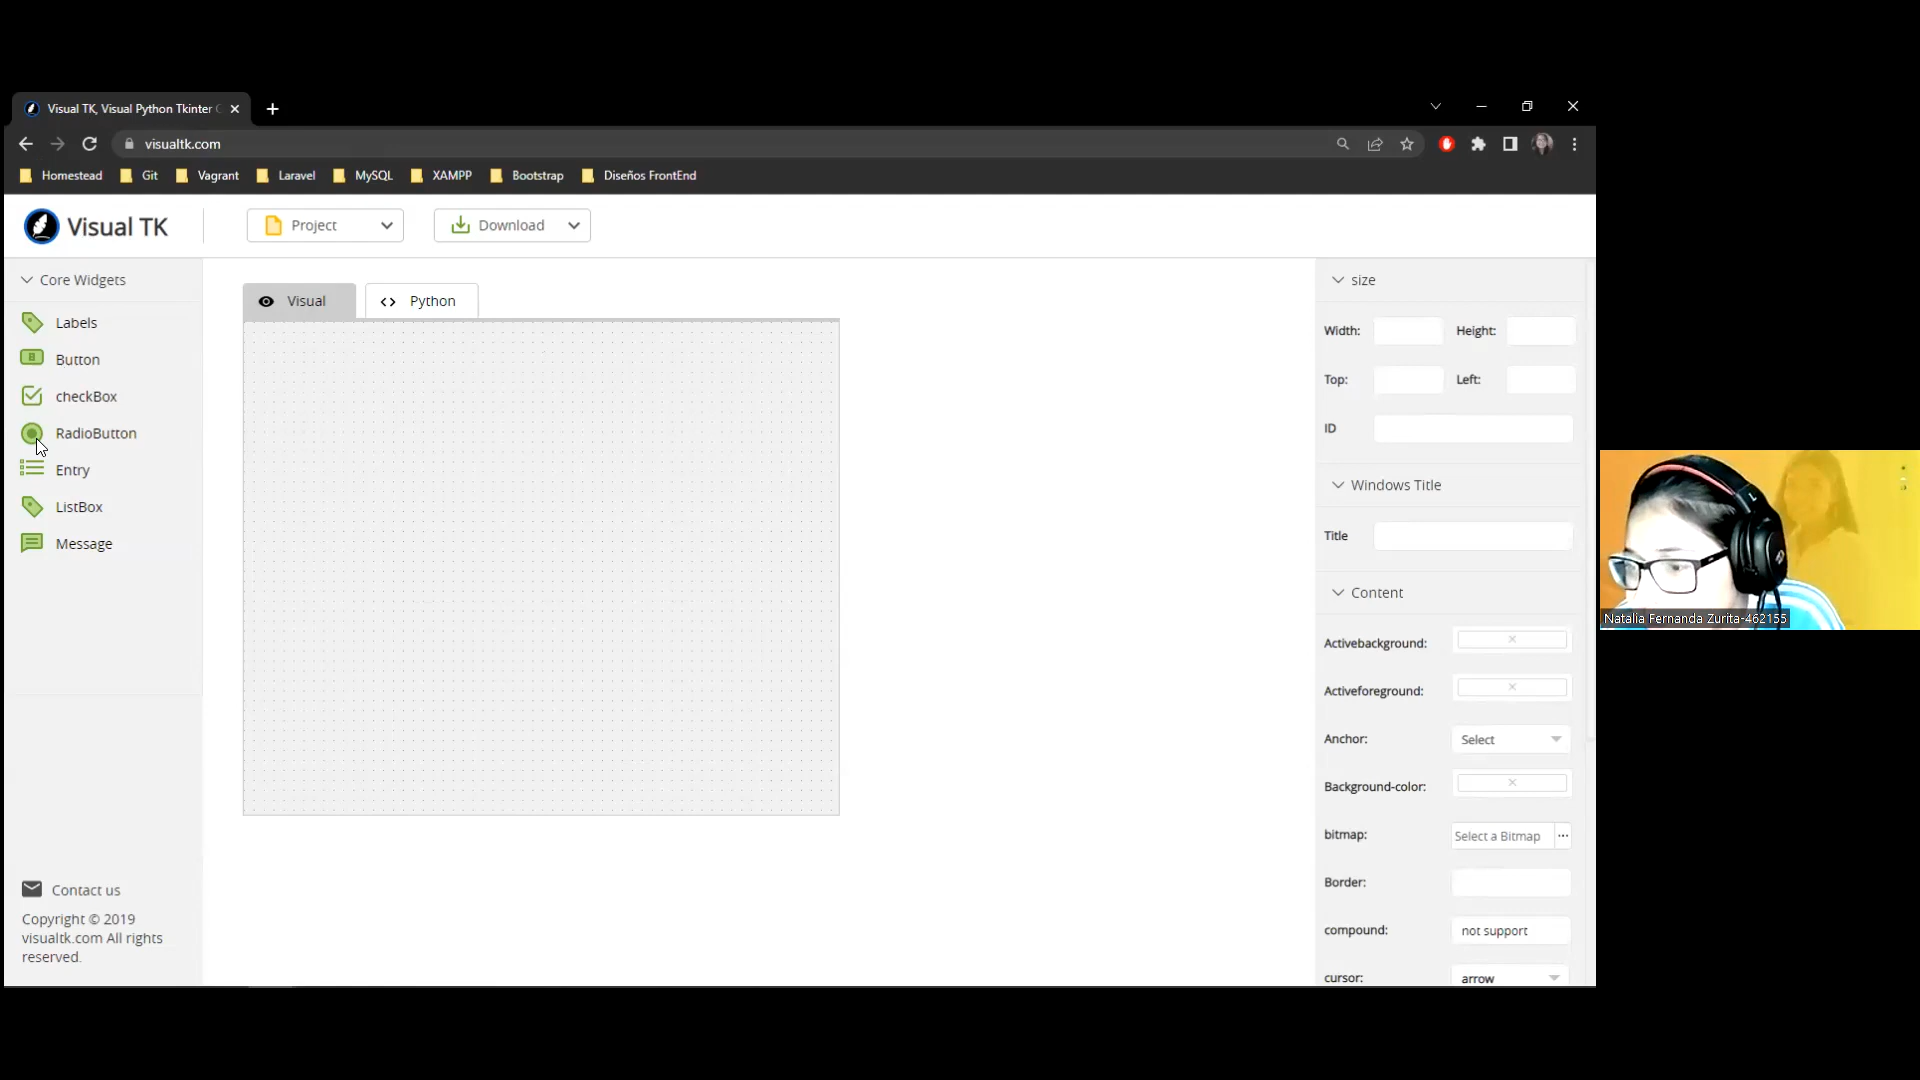 Visual TK, Visual Python Tkinter
visualtk.com
Homestead Git Vagrant Laravel MySQL XAMPP Bootstrap Diseños FrontEnd
Visual TK Project Download
Core Widgets
Labels
Button
checkBox
RadioButton
Entry
ListBox
Message
Contact us
Copyright © 2019
visualtk.com All rights
reserved.
Visual Python
size
Width: Height:
Top: Left:
ID
Windows Title
Title
Content
Activebackground:
Activeforeground:
Anchor: Select
Background-color:
bitmap: Select a Bitmap ...
Border:
compound: not support
cursor: arrow
Natalia Fernanda Zurita-462155